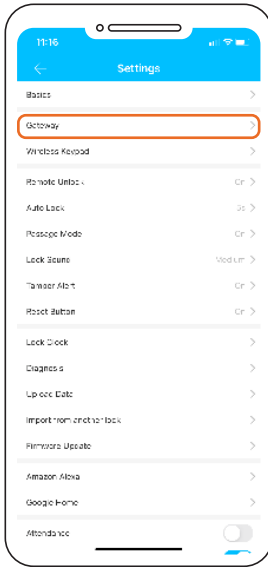 11:16
Settings
Basics
Gateway
Wireless Keypad
Remote Unlock On
Auto Lock 5s
Passage Mode On
Lock Sound Medium
Tamper Alert On
Reset Button On
Lock Clock
Diagnosis
Upload Data
Import from another lock
Firmware Update
Amazon Alexa
Google Home
Attendance